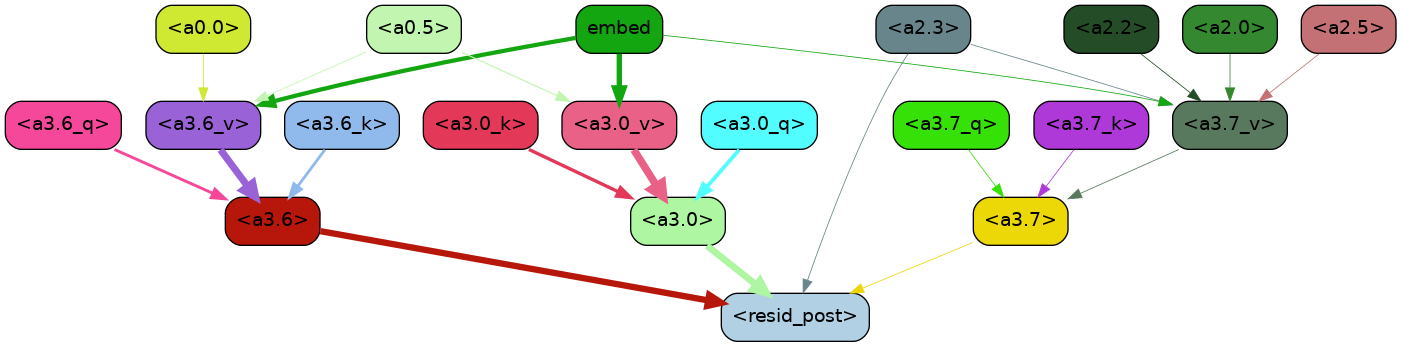 <a0.0>
<a0.5>
embed
<a2.3>
<a2.2>
<a2.0>
<a2.5>
<a3.6_q>
<a3.6_v>
<a3.6_k>
<a3.0_k>
<a3.0_v>
<a3.0_q>
<a3.7_q>
<a3.7_k>
<a3.7_v>
<a3.6>
<a3.0>
<a3.7>
<resid_post>